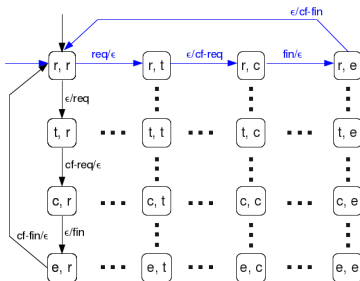 ϵ/cf-fin
req/ϵ ϵ/cf-req fin/ϵ
r, r r, t r, c r, e
ϵ/req
t, r t, t t, c t, e
cf-req/ϵ
c, r c, t c, c c, e
cf-fin/ϵ ϵ/fin
e, r e, t e, c e, e